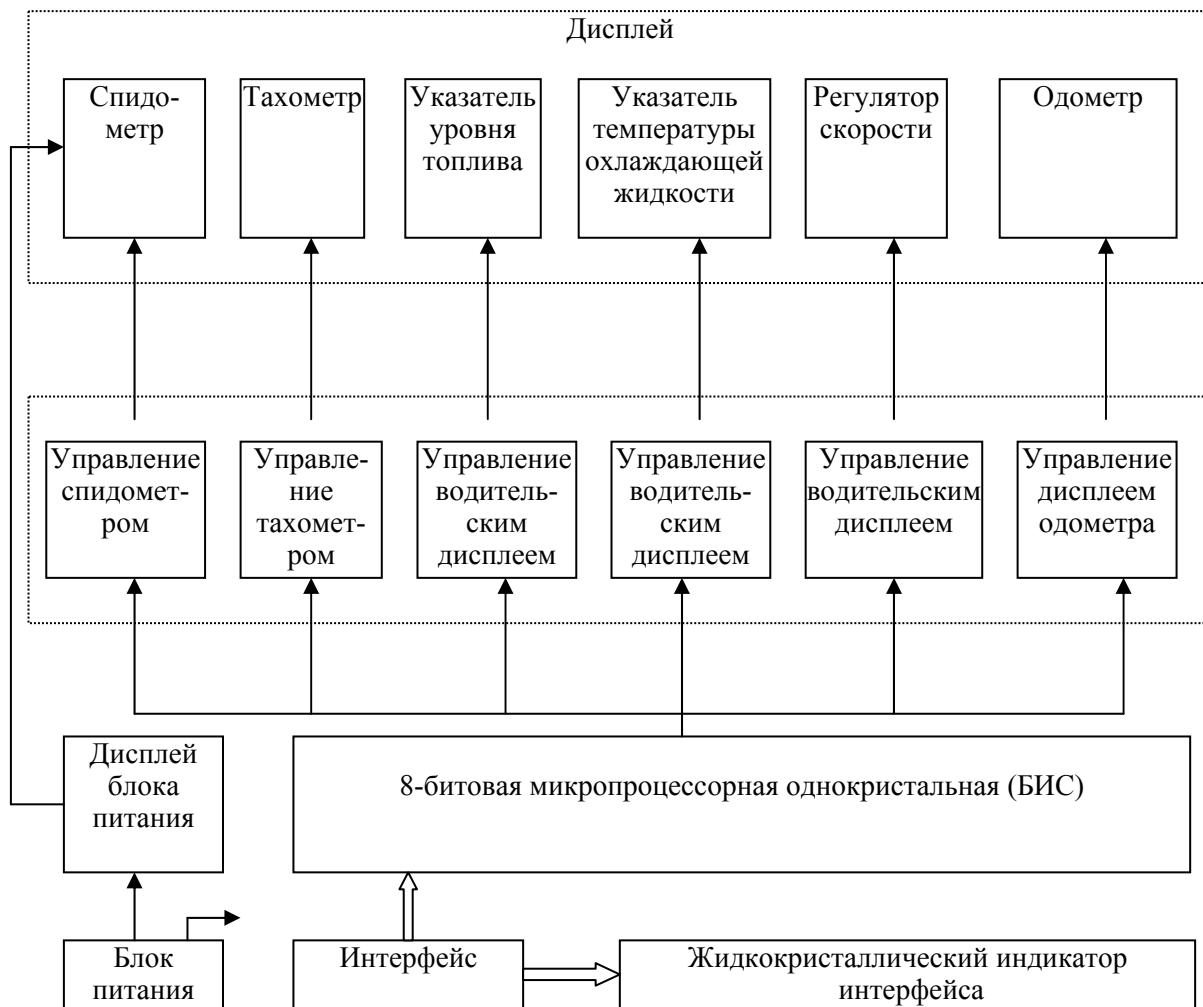 Дисплей
Спидо-
метр
Тахометр
Указатель
уровня
топлива
Указатель
температуры
охлаждающей
жидкости
Регулятор
скорости
Одометр
Управление
спидомет-
ром
Управле-
ние
тахомет-
ром
Управление
водитель-
ским
дисплеем
Управление
водитель-
ским
дисплеем
Управление
водительским
дисплеем
Управление
дисплеем
одометра
Дисплей
блока
питания
8-битовая микропроцессорная однокристальная (БИС)
Блок
питания
Интерфейс
Жидкокристаллический индикатор
интерфейса